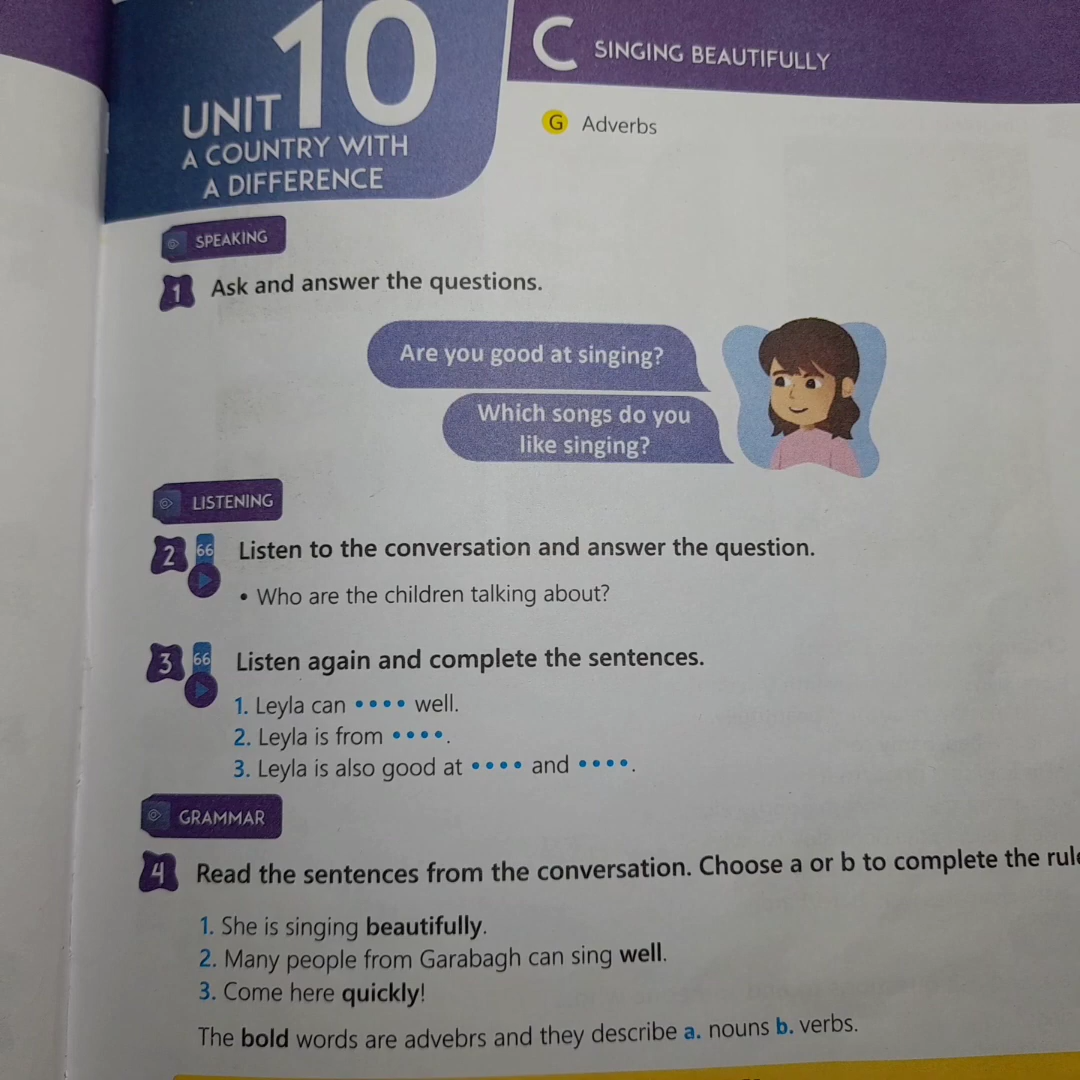 UNIT 10
A COUNTRY WITH
A DIFFERENCE
C SINGING BEAUTIFULLY
G Adverbs
SPEAKING
1 Ask and answer the questions.
Are you good at singing?
Which songs do you
like singing?
LISTENING
2 66 Listen to the conversation and answer the question.
• Who are the children talking about?
3 66 Listen again and complete the sentences.
1. Leyla can •••• well.
2. Leyla is from ••••.
3. Leyla is also good at •••• and ••••.
GRAMMAR
4 Read the sentences from the conversation. Choose a or b to complete the rule
1. She is singing beautifully.
2. Many people from Garabagh can sing well.
3. Come here quickly!
The bold words are advebrs and they describe a. nouns b. verbs.